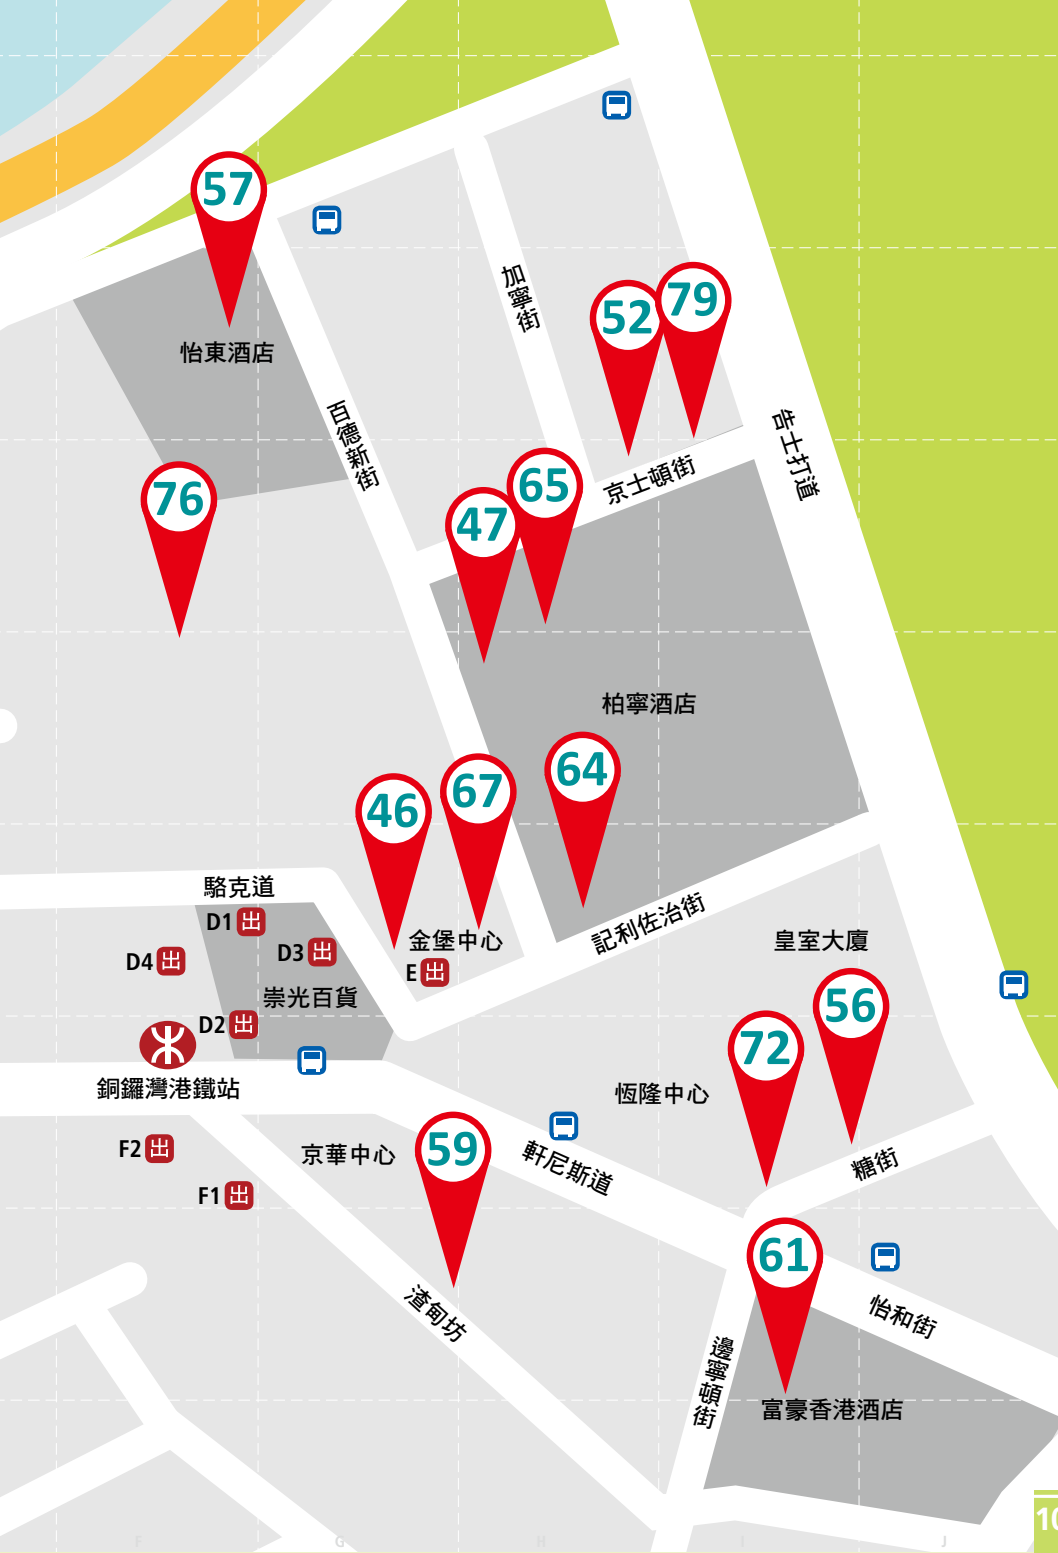 57
怡東酒店
加寧街
52
79
百德新街
告士打道
76
47
65
京士頓街
柏寧酒店
46
67
64
駱克道
D1 出
D4 出
D3 出
金堡中心
E 出
記利佐治街
皇室大廈
崇光百貨
D2 出
56
72
銅鑼灣港鐵站
恆隆中心
F2 出
京華中心
59
軒尼斯道
糖街
F1 出
61
渣甸坊
怡和街
邊寧頓街
富豪香港酒店
F
G
H
I
J